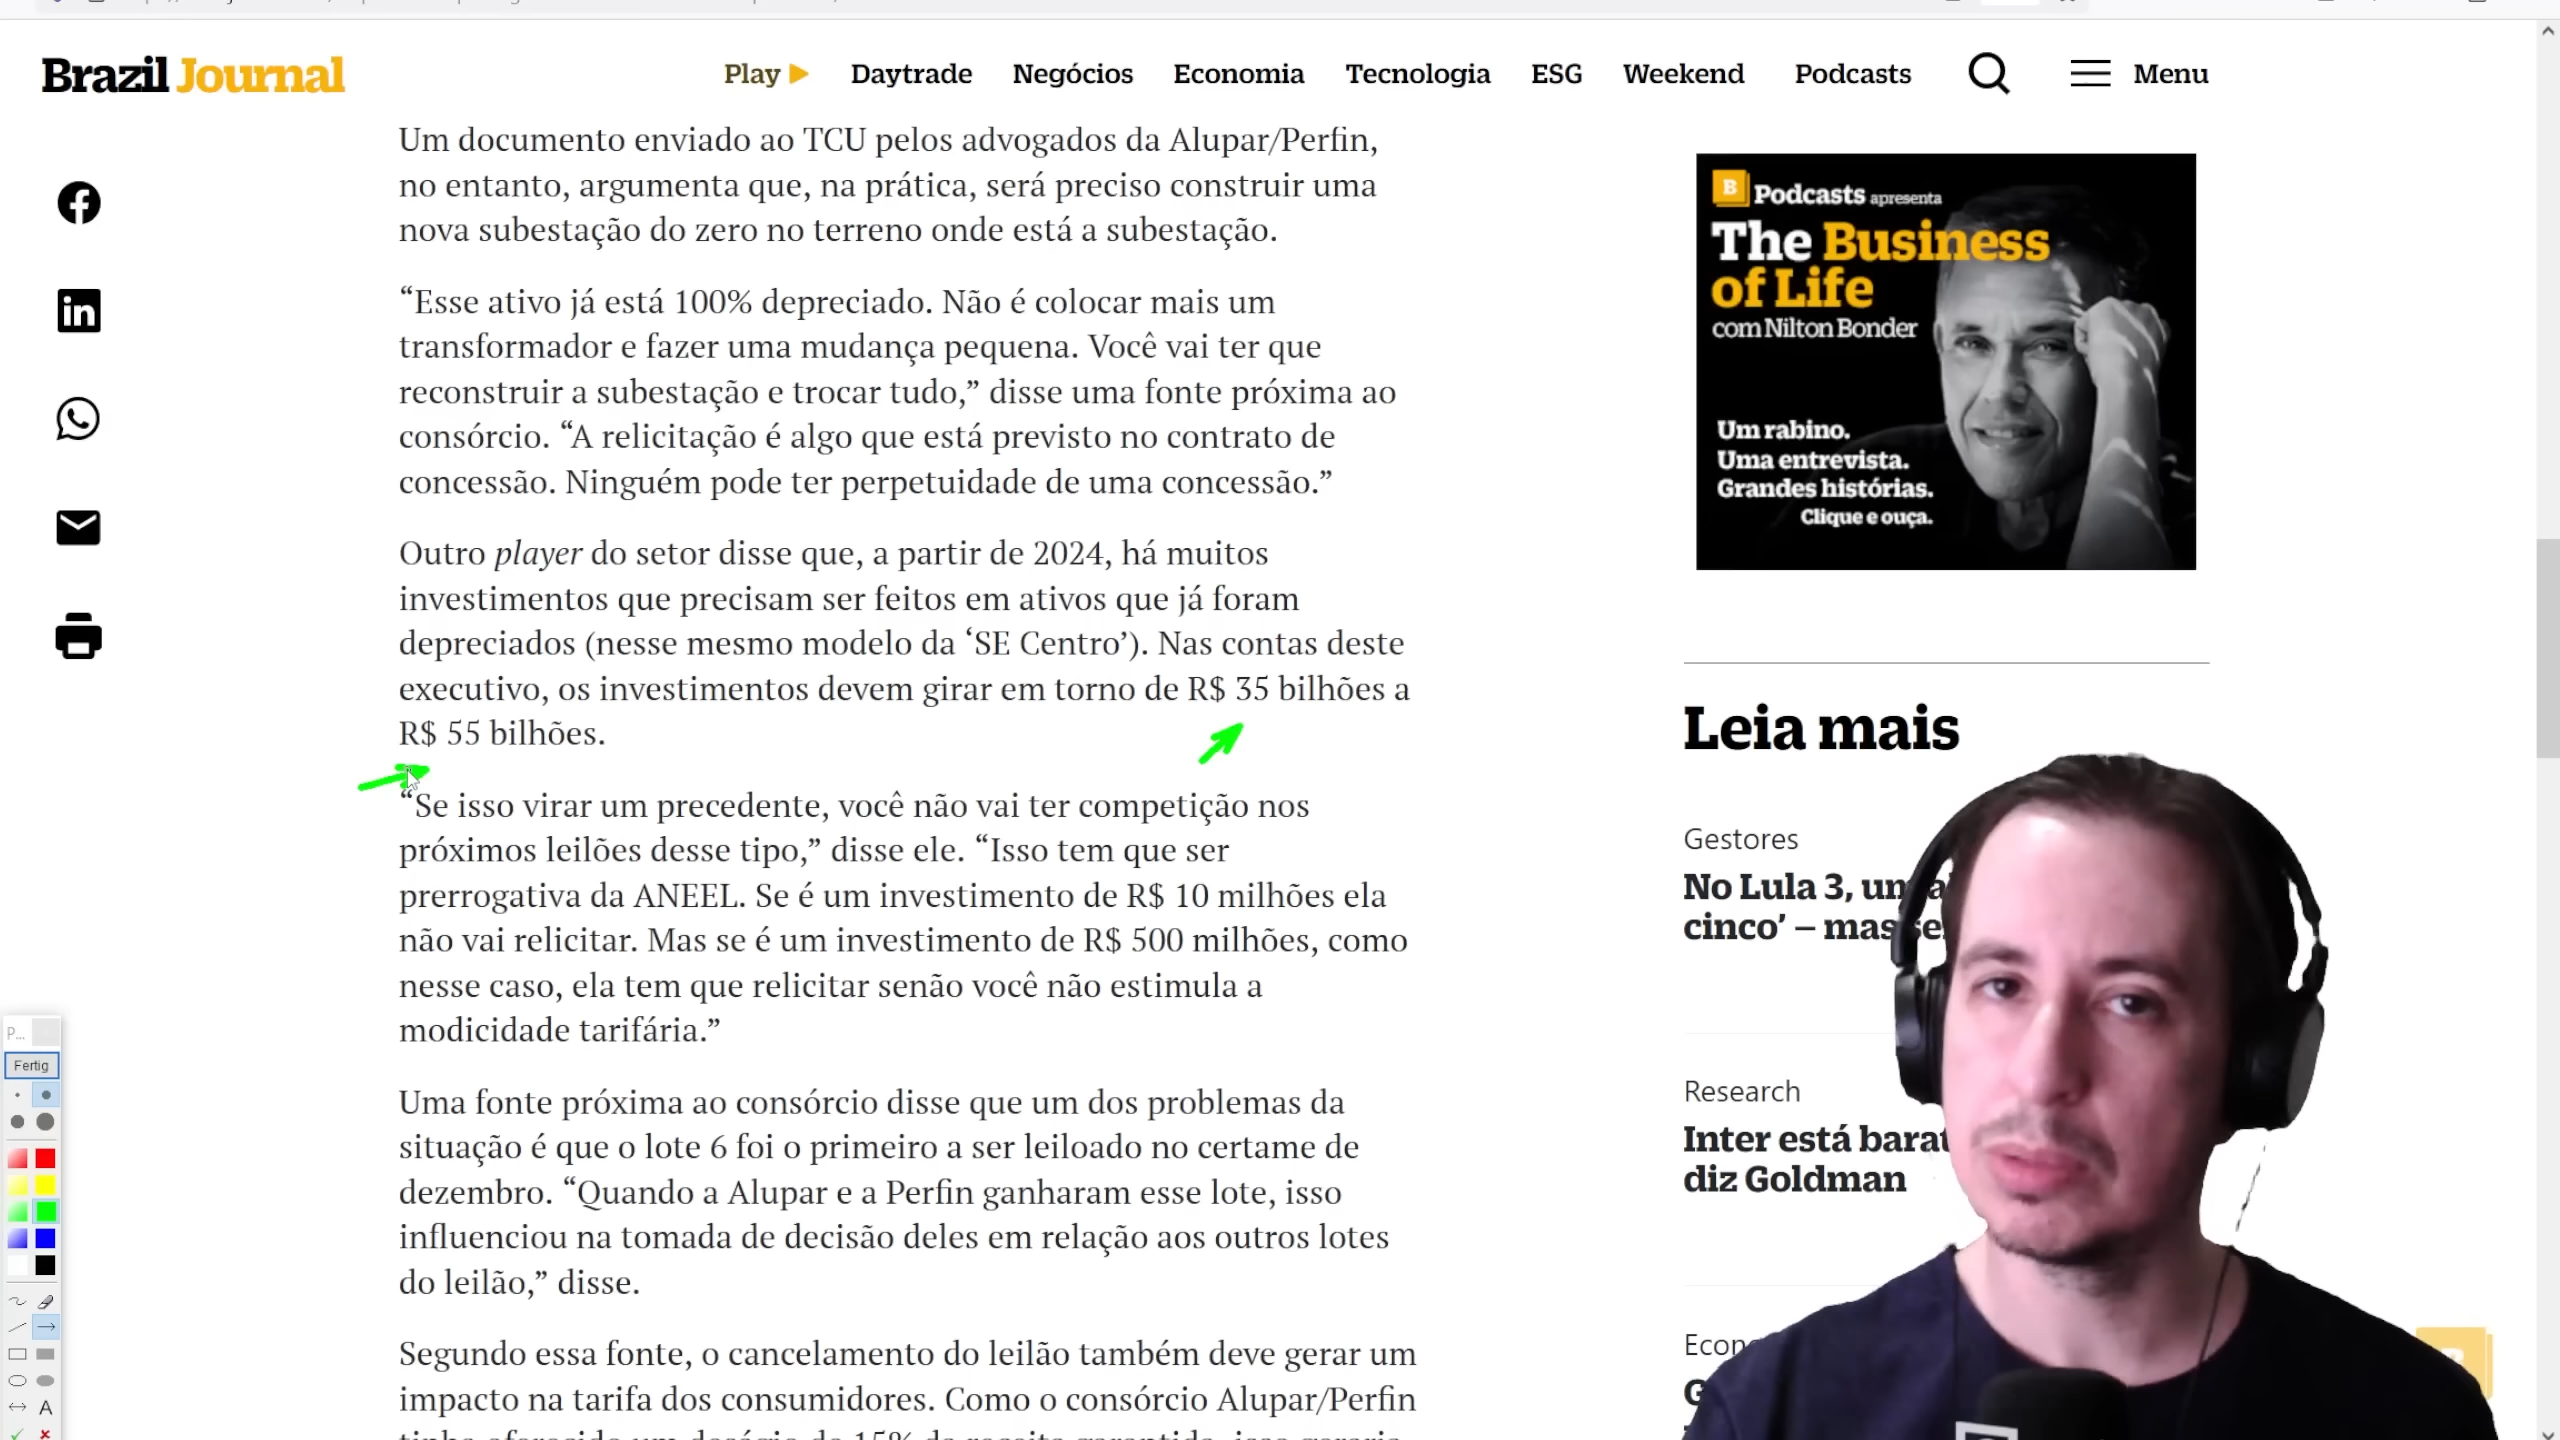 Brazil Journal
Play Daytrade Negócios Economia Tecnologia ESG Weekend Podcasts Menu
Um documento enviado ao TCU pelos advogados da Alupar/Perfin,
no entanto, argumenta que, na prática, será preciso construir uma
nova subestação do zero no terreno onde está a subestação.
“Esse ativo já está 100% depreciado. Não é colocar mais um
transformador e fazer uma mudança pequena. Você vai ter que
reconstruir a subestação e trocar tudo,” disse uma fonte próxima ao
consórcio. “A relicitação é algo que está previsto no contrato de
concessão. Ninguém pode ter perpetuidade de uma concessão.”
Outro player do setor disse que, a partir de 2024, há muitos
investimentos que precisam ser feitos em ativos que já foram
depreciados (nesse mesmo modelo da ‘SE Centro’). Nas contas deste
executivo, os investimentos devem girar em torno de R$ 35 bilhões a
R$ 55 bilhões.
“Se isso virar um precedente, você não vai ter competição nos
próximos leilões desse tipo,” disse ele. “Isso tem que ser
prerrogativa da ANEEL. Se é um investimento de R$ 10 milhões ela
não vai relicitar. Mas se é um investimento de R$ 500 milhões, como
nesse caso, ela tem que relicitar senão você não estimula a
modicidade tarifária.”
Uma fonte próxima ao consórcio disse que um dos problemas da
situação é que o lote 6 foi o primeiro a ser leiloado no certame de
dezembro. “Quando a Alupar e a Perfin ganharam esse lote, isso
influenciou na tomada de decisão deles em relação aos outros lotes
do leilão,” disse.
Segundo essa fonte, o cancelamento do leilão também deve gerar um
impacto na tarifa dos consumidores. Como o consórcio Alupar/Perfin
B Podcasts apresenta
The Business
of Life
com Nilton Bonder
Um rabino.
Uma entrevista.
Grandes histórias.
Clique e ouça.
Leia mais
Gestores
No Lula 3, um
cinco’ – mas se
Research
Inter está barat
diz Goldman
Econ
G
P...
Fertig
A